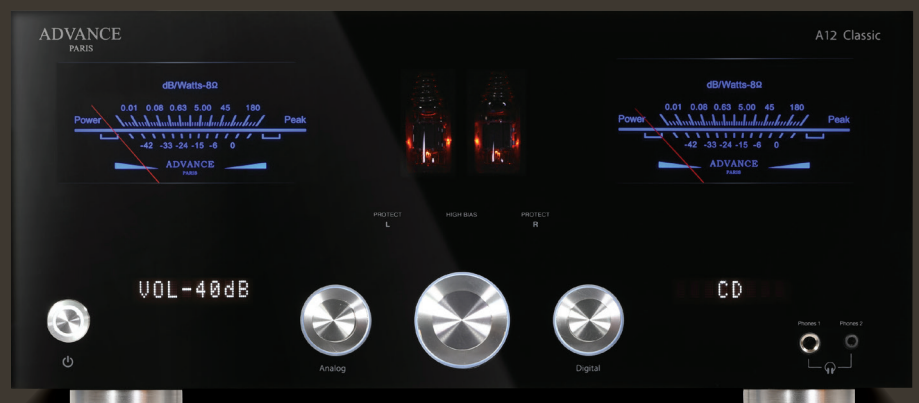 ADVANCE
PARIS
A12 Classic
dB/Watts-8Ω
0.01 0.08 0.63 5.00 45 180
Power Peak
-42 -33 -24 -15 -6 0
ADVANCE
PARIS
dB/Watts-8Ω
0.01 0.08 0.63 5.00 45 180
Power Peak
-42 -33 -24 -15 -6 0
ADVANCE
PARIS
PROTECT
L
HIGH BIAS
PROTECT
R
VOL-40dB
CD
Analog
Digital
Phones 1
Phones 2